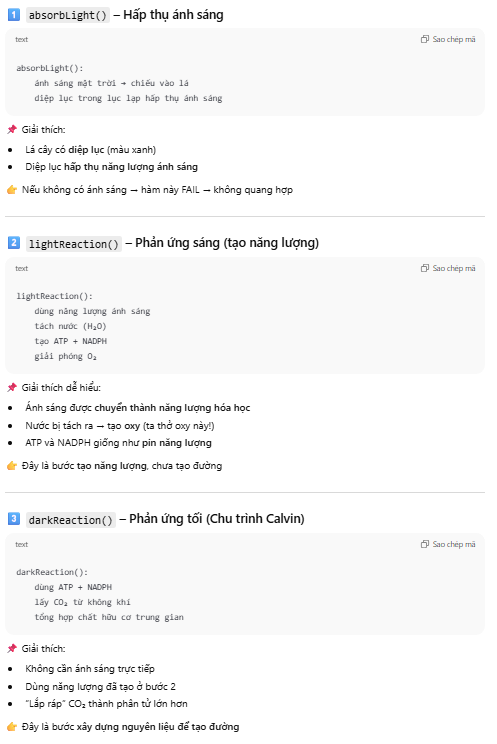 1 absorbLight() – Hấp thụ ánh sáng
text Sao chép mã
absorbLight():
ánh sáng mặt trời → chiếu vào lá
diệp lục trong lục lạp hấp thụ ánh sáng
📌 Giải thích:
• Lá cây có diệp lục (màu xanh)
• Diệp lục hấp thụ năng lượng ánh sáng
👉 Nếu không có ánh sáng → hàm này FAIL → không quang hợp
2 lightReaction() – Phản ứng sáng (tạo năng lượng)
text Sao chép mã
lightReaction():
dùng năng lượng ánh sáng
tách nước (H₂O)
tạo ATP + NADPH
giải phóng O₂
📌 Giải thích dễ hiểu:
• Ánh sáng được chuyển thành năng lượng hóa học
• Nước bị tách ra → tạo oxy (ta thở oxy này!)
• ATP và NADPH giống như pin năng lượng
👉 Đây là bước tạo năng lượng, chưa tạo đường
3 darkReaction() – Phản ứng tối (Chu trình Calvin)
text Sao chép mã
darkReaction():
dùng ATP + NADPH
lấy CO₂ từ không khí
tổng hợp chất hữu cơ trung gian
📌 Giải thích:
• Không cần ánh sáng trực tiếp
• Dùng năng lượng đã tạo ở bước 2
• "Lắp ráp" CO₂ thành phân tử lớn hơn
👉 Đây là bước xây dựng nguyên liệu để tạo đường